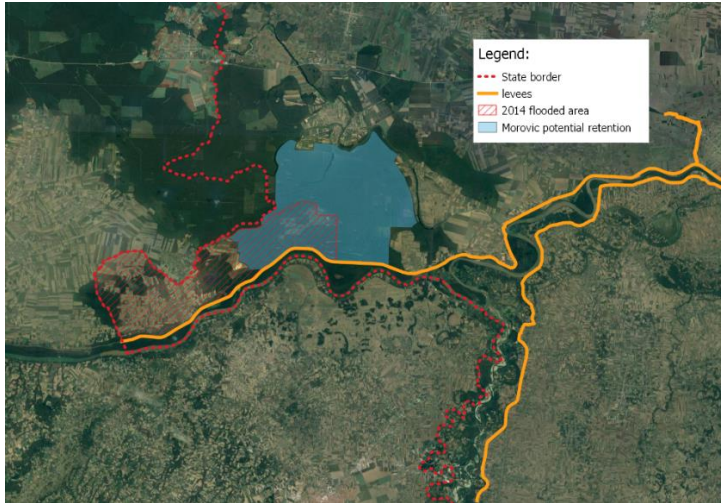 Legend:
State border
levees
2014 flooded area
Morovic potential retention